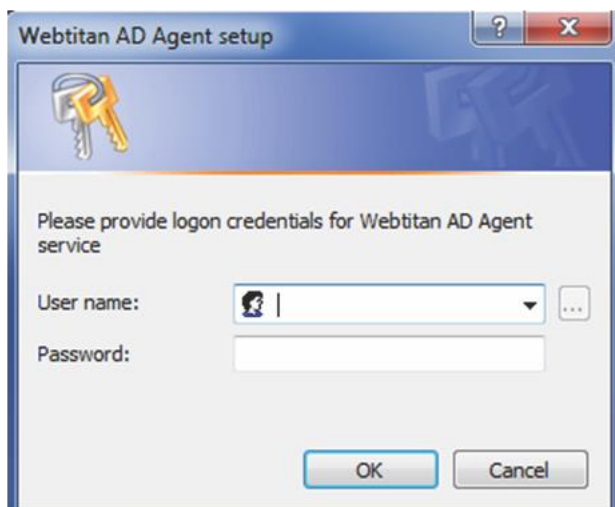 Webtitan AD Agent setup
Please provide logon credentials for Webtitan AD Agent
service
User name:
...
Password:
OK
Cancel